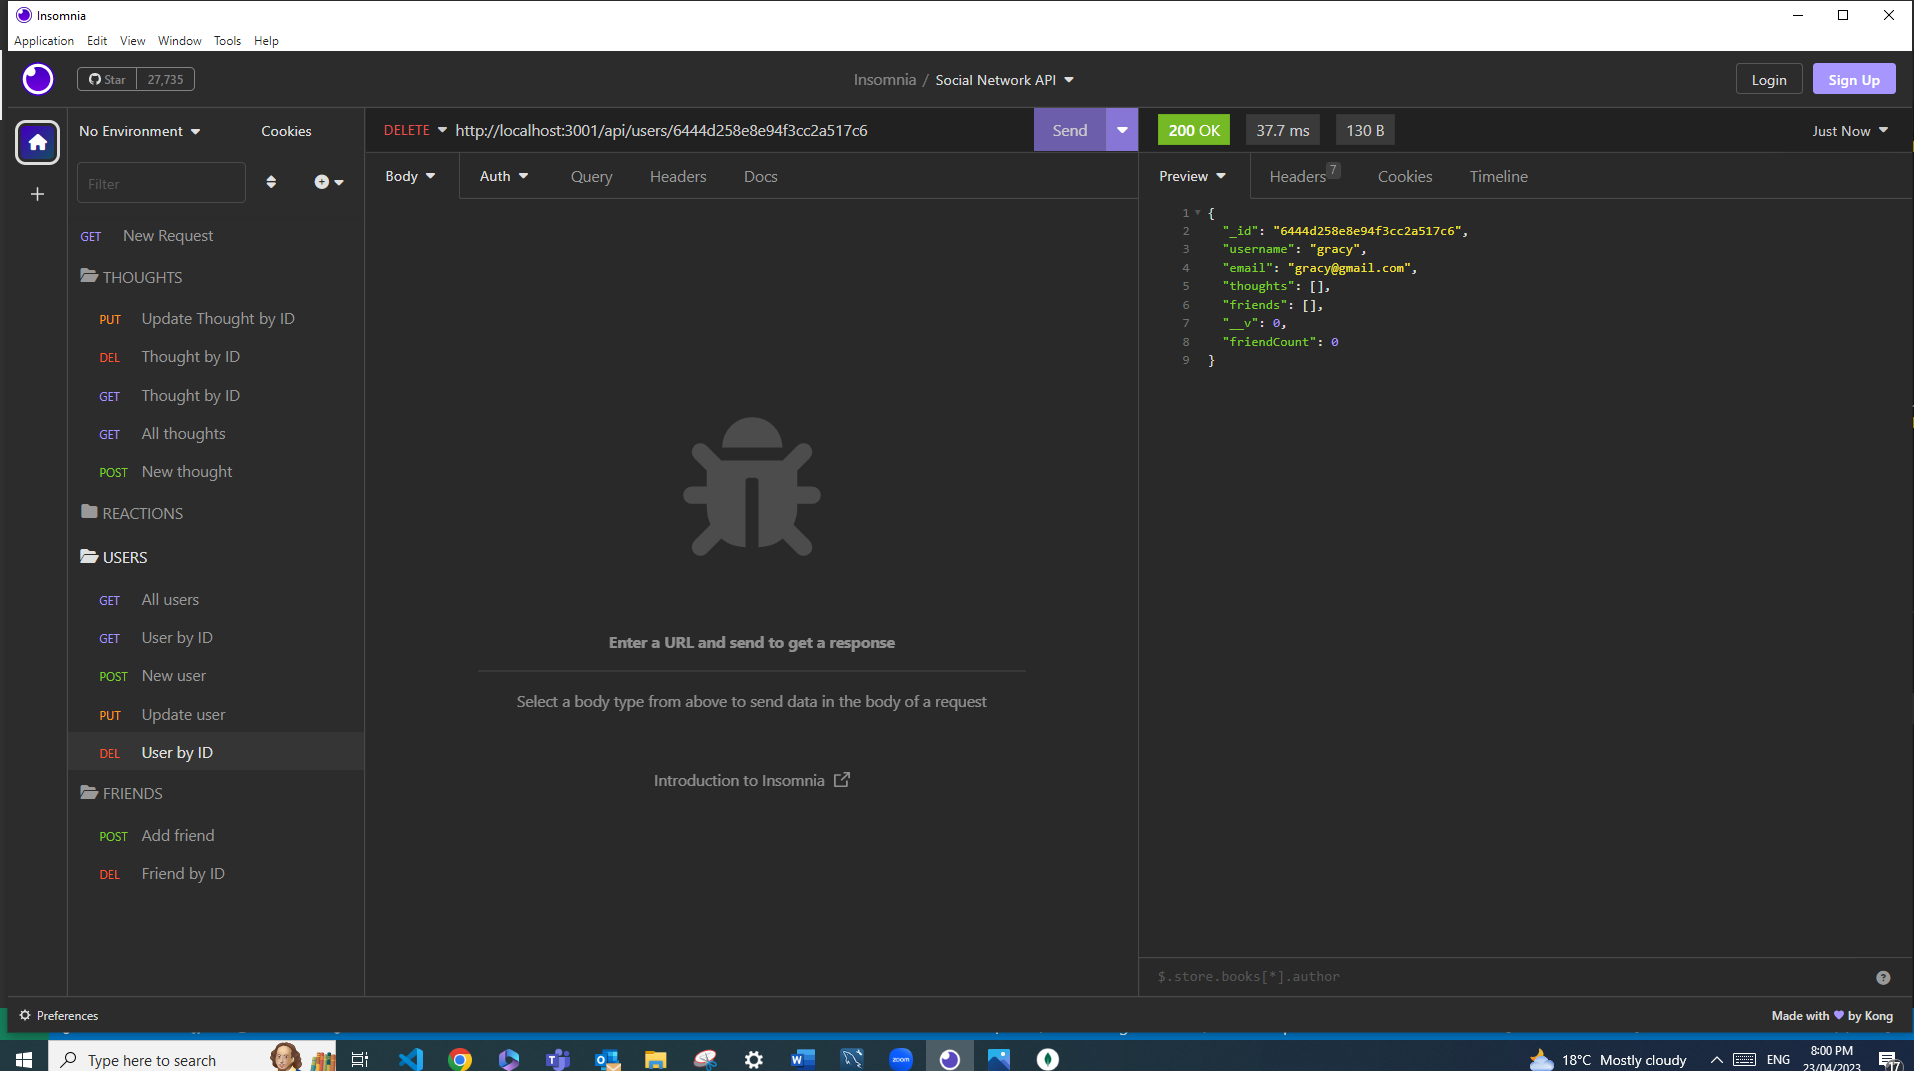 Insomnia
Application Edit View Window Tools Help
Star 27,735
Insomnia / Social Network API
Login Sign Up
No Environment Cookies
Filter
GET New Request
THOUGHTS
PUT Update Thought by ID
DEL Thought by ID
GET Thought by ID
GET All thoughts
POST New thought
REACTIONS
USERS
GET All users
GET User by ID
POST New user
PUT Update user
DEL User by ID
FRIENDS
POST Add friend
DEL Friend by ID
DELETE http://localhost:3001/api/users/6444d258e8e94f3cc2a517c6 Send
Body Auth Query Headers Docs
Enter a URL and send to get a response
Select a body type from above to send data in the body of a request
Introduction to Insomnia
200 OK 37.7 ms 130 B Just Now
Preview Headers 7 Cookies Timeline
1 {
2 "_id": "6444d258e8e94f3cc2a517c6",
3 "username": "gracy",
4 "email": "gracy@gmail.com",
5 "thoughts": [],
6 "friends": [],
7 "__v": 0,
8 "friendCount": 0
9 }
$.store.books[*].author
Preferences
Made with by Kong
Type here to search
zoom
18°C Mostly cloudy ENG 8:00 PM
23/04/2023
17